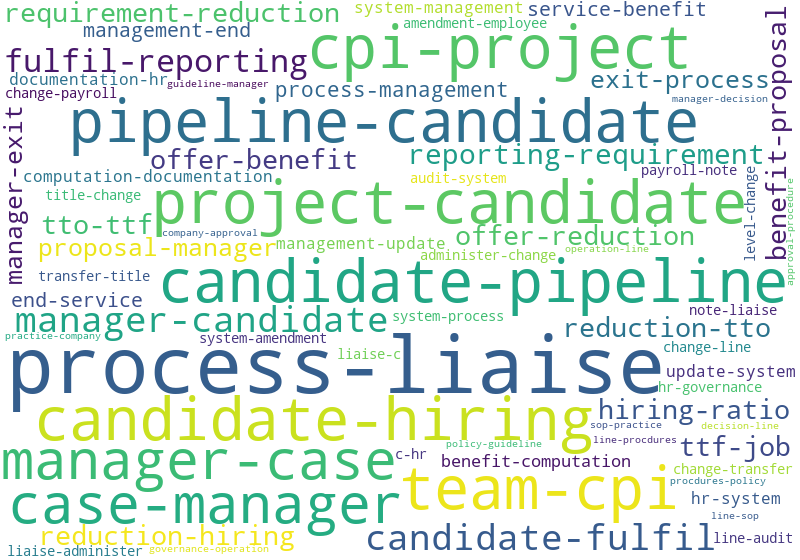 requirement-reduction
system-management
service-benefit
management-end
amendment-employee
fulfil-reporting
cpi-project
benefit-proposal
documentation-hr
guideline-manager
exit-process
change-payroll
process-management
manager-decision
manager-exit
pipeline-candidate
offer-benefit
reporting-requirement
computation-documentation
audit-system
payroll-note
title-change
project-candidate
level-change
approval-procedure
tto-ttf
company-approval
offer-reduction
proposal-manager
management-update
administer-change
operation-line
transfer-title
candidate-pipeline
end-service
manager-candidate
system-process
note-liaise
reduction-tto
practice-company
system-amendment
change-line
process-liaise
liaise-c
update-system
hr-governance
candidate-hiring
hiring-ratio
sop-practice
decision-line
manager-case
c-hr
policy-guideline
line-procdures
ttf-job
benefit-computation
change-transfer
case-manager
team-cpi
procdures-policy
hr-system
line-sop
reduction-hiring
candidate-fulfil
line-audit
liaise-administer
governance-operation